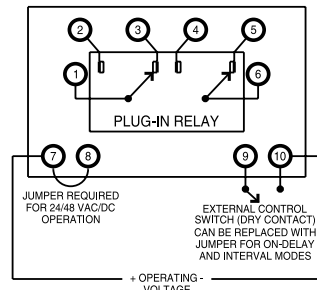 2 3 4 5
1 6
PLUG-IN RELAY
7 8 9 10
JUMPER REQUIRED
FOR 24/48 VAC/DC
OPERATION
EXTERNAL CONTROL
SWITCH (DRY CONTACT)
CAN BE REPLACED WITH
JUMPER FOR ON-DELAY
AND INTERVAL MODES
+ OPERATING -
VOLTAGE